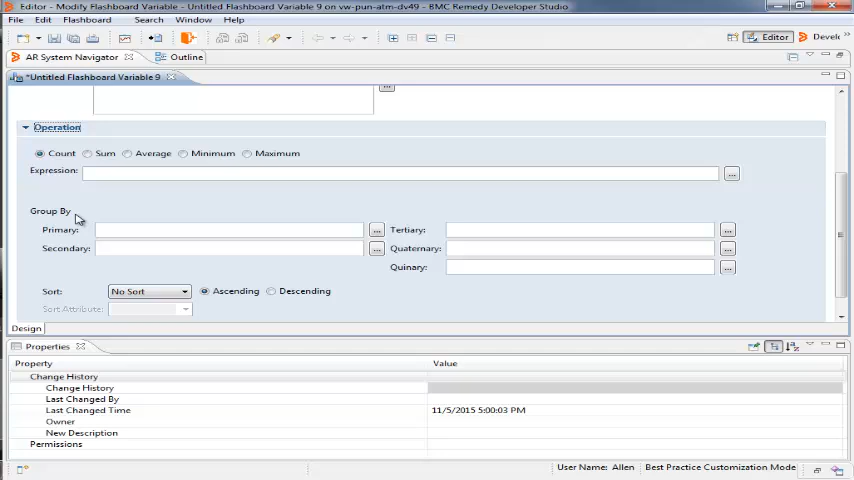 Editor - Modify Flashboard Variable - Untitled Flashboard Variable 9 on vw-pun-atm-dv49 - BMC Remedy Developer Studio
File Edit Flashboard Search Window Help
Editor Devel
AR System Navigator Outline
*Untitled Flashboard Variable 9
Operation
Count Sum Average Minimum Maximum
Expression: ...
Group By
Primary: ... Tertiary: ...
Secondary: ... Quaternary: ...
Quinary: ...
Sort: No Sort Ascending Descending
Sort Attribute:
Design
Properties
Property Value
Change History
Change History
Last Changed By
Last Changed Time 11/5/2015 5:00:03 PM
Owner
New Description
Permissions
User Name: Allen Best Practice Customization Mode